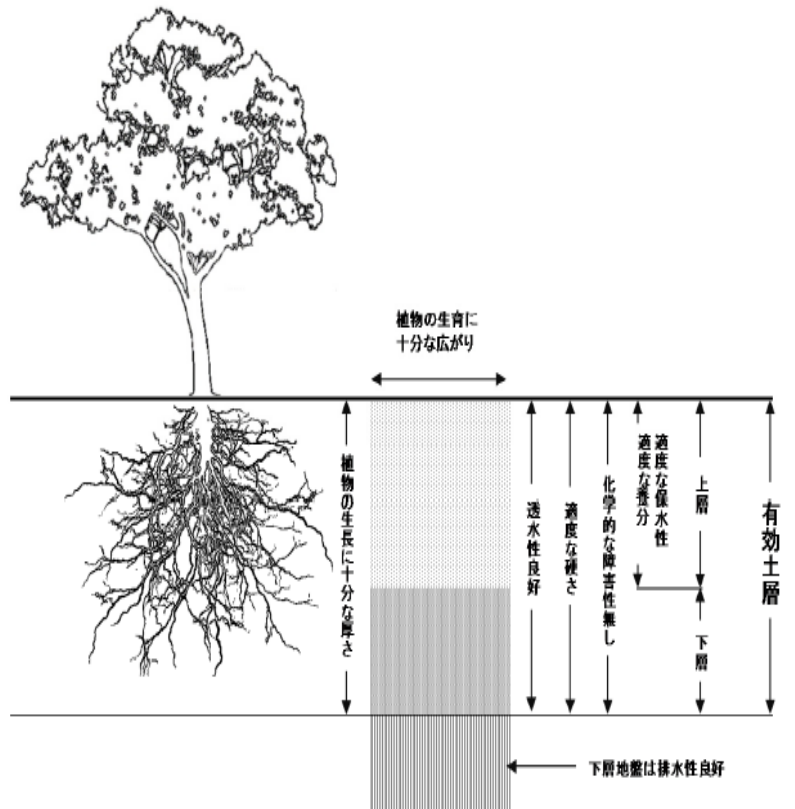 植物の生育に
十分な広がり
植物の生長に十分な厚さ
透水性良好
適度な硬さ
化学的な障害性無し
適度な保水性
適度な養分
上層
下層
有効土層
下層地盤は排水性良好